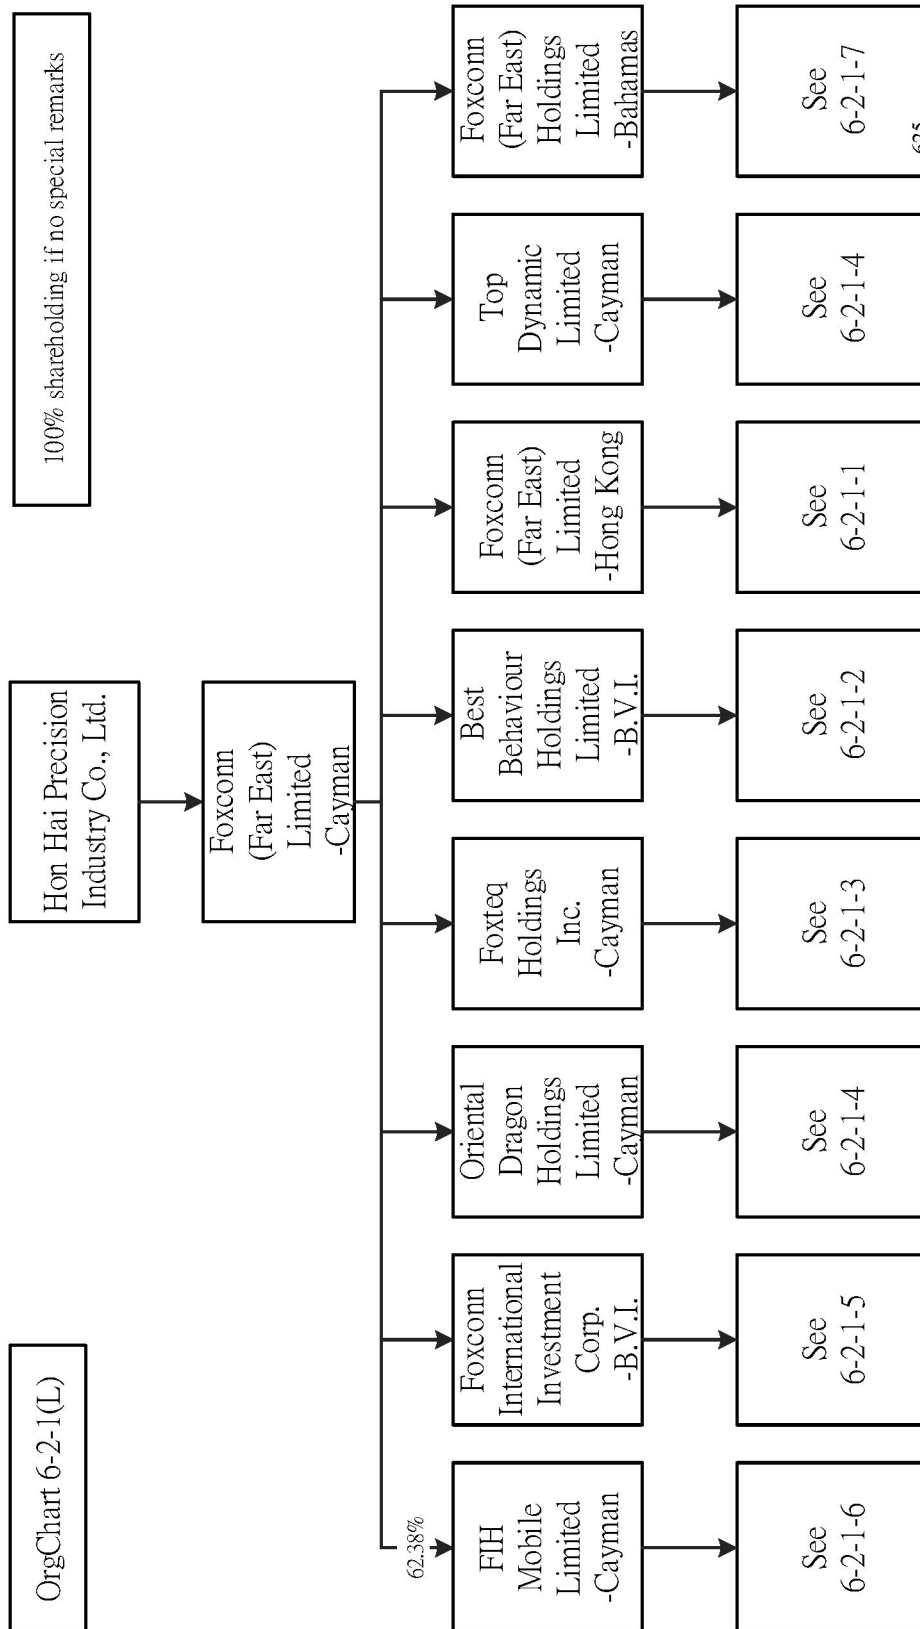 OrgChart 6-2-1(L)
100% shareholding if no special remarks
Hon Hai Precision
Industry Co., Ltd.
Foxconn
(Far East)
Limited
-Cayman
62.38%
FIH
Mobile
Limited
-Cayman
Foxconn
International
Investment
Corp.
-B.V.I.
Oriental
Dragon
Holdings
Limited
-Cayman
Foxteq
Holdings
Inc.
-Cayman
Best
Behaviour
Holdings
Limited
-B.V.I.
Foxconn
(Far East)
Limited
-Hong Kong
Top
Dynamic
Limited
-Cayman
Foxconn
(Far East)
Holdings
Limited
-Bahamas
See
6-2-1-6
See
6-2-1-5
See
6-2-1-4
See
6-2-1-3
See
6-2-1-2
See
6-2-1-1
See
6-2-1-4
See
6-2-1-7